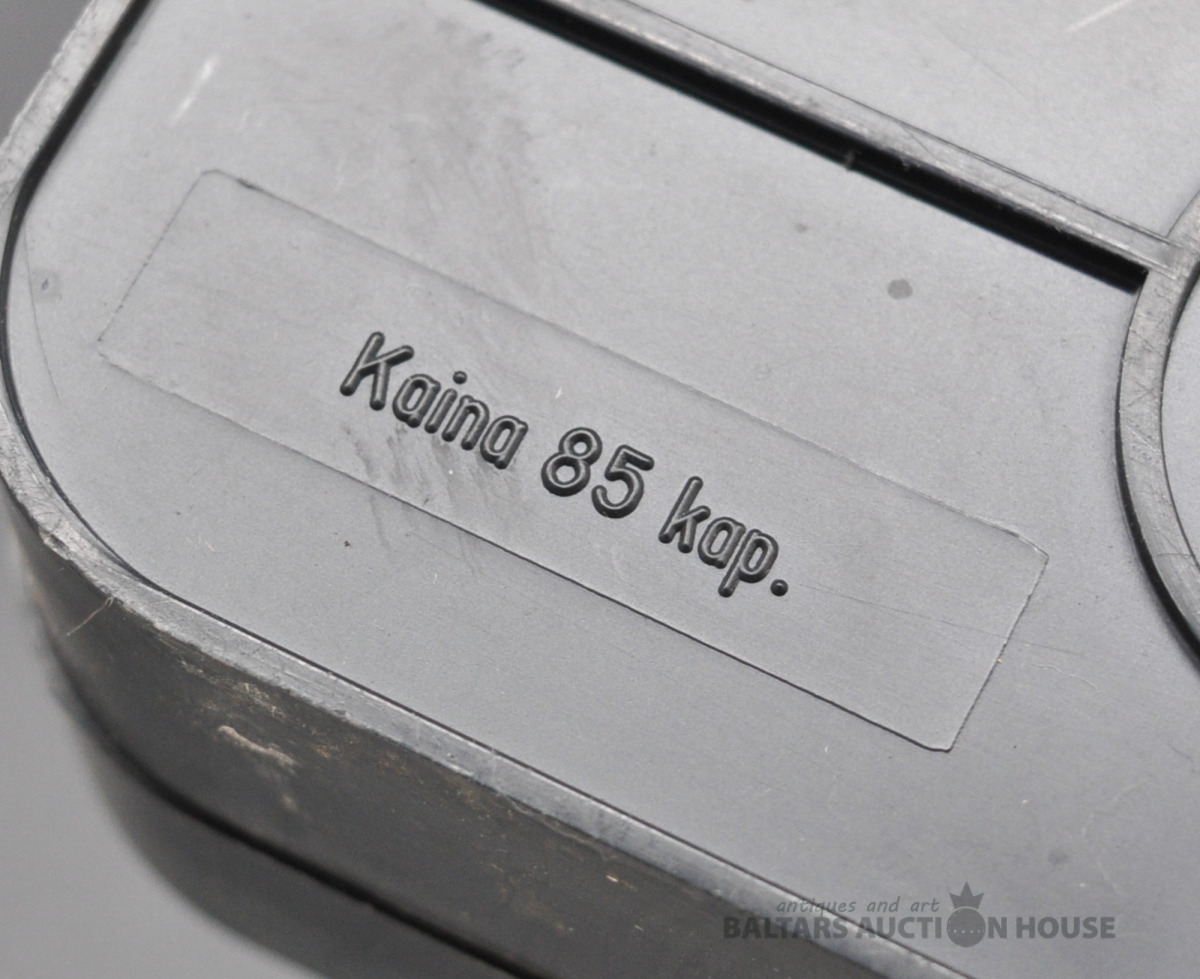 Kaina 85 kap.
antiques and art
BALTARS AUCTION HOUSE